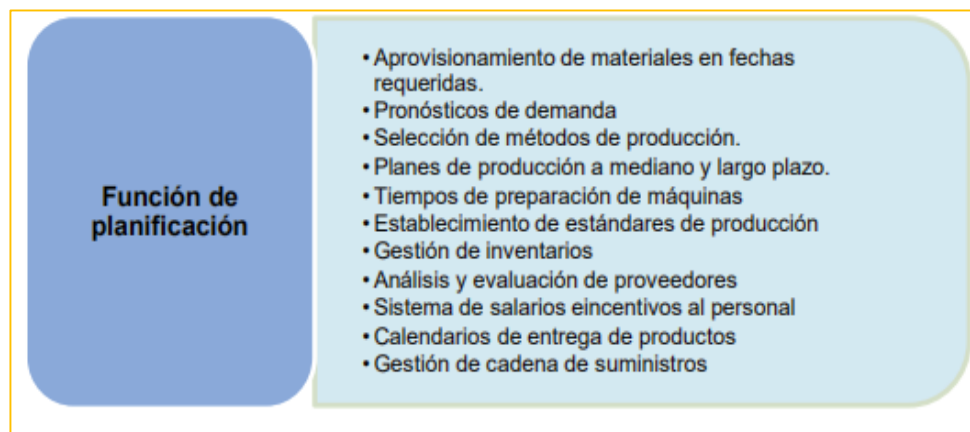 Función de
planificación
• Aprovisionamiento de materiales en fechas
requeridas.
• Pronósticos de demanda
• Selección de métodos de producción.
• Planes de producción a mediano y largo plazo.
• Tiempos de preparación de máquinas
• Establecimiento de estándares de producción
• Gestión de inventarios
• Análisis y evaluación de proveedores
• Sistema de salarios eincentivos al personal
• Calendarios de entrega de productos
• Gestión de cadena de suministros